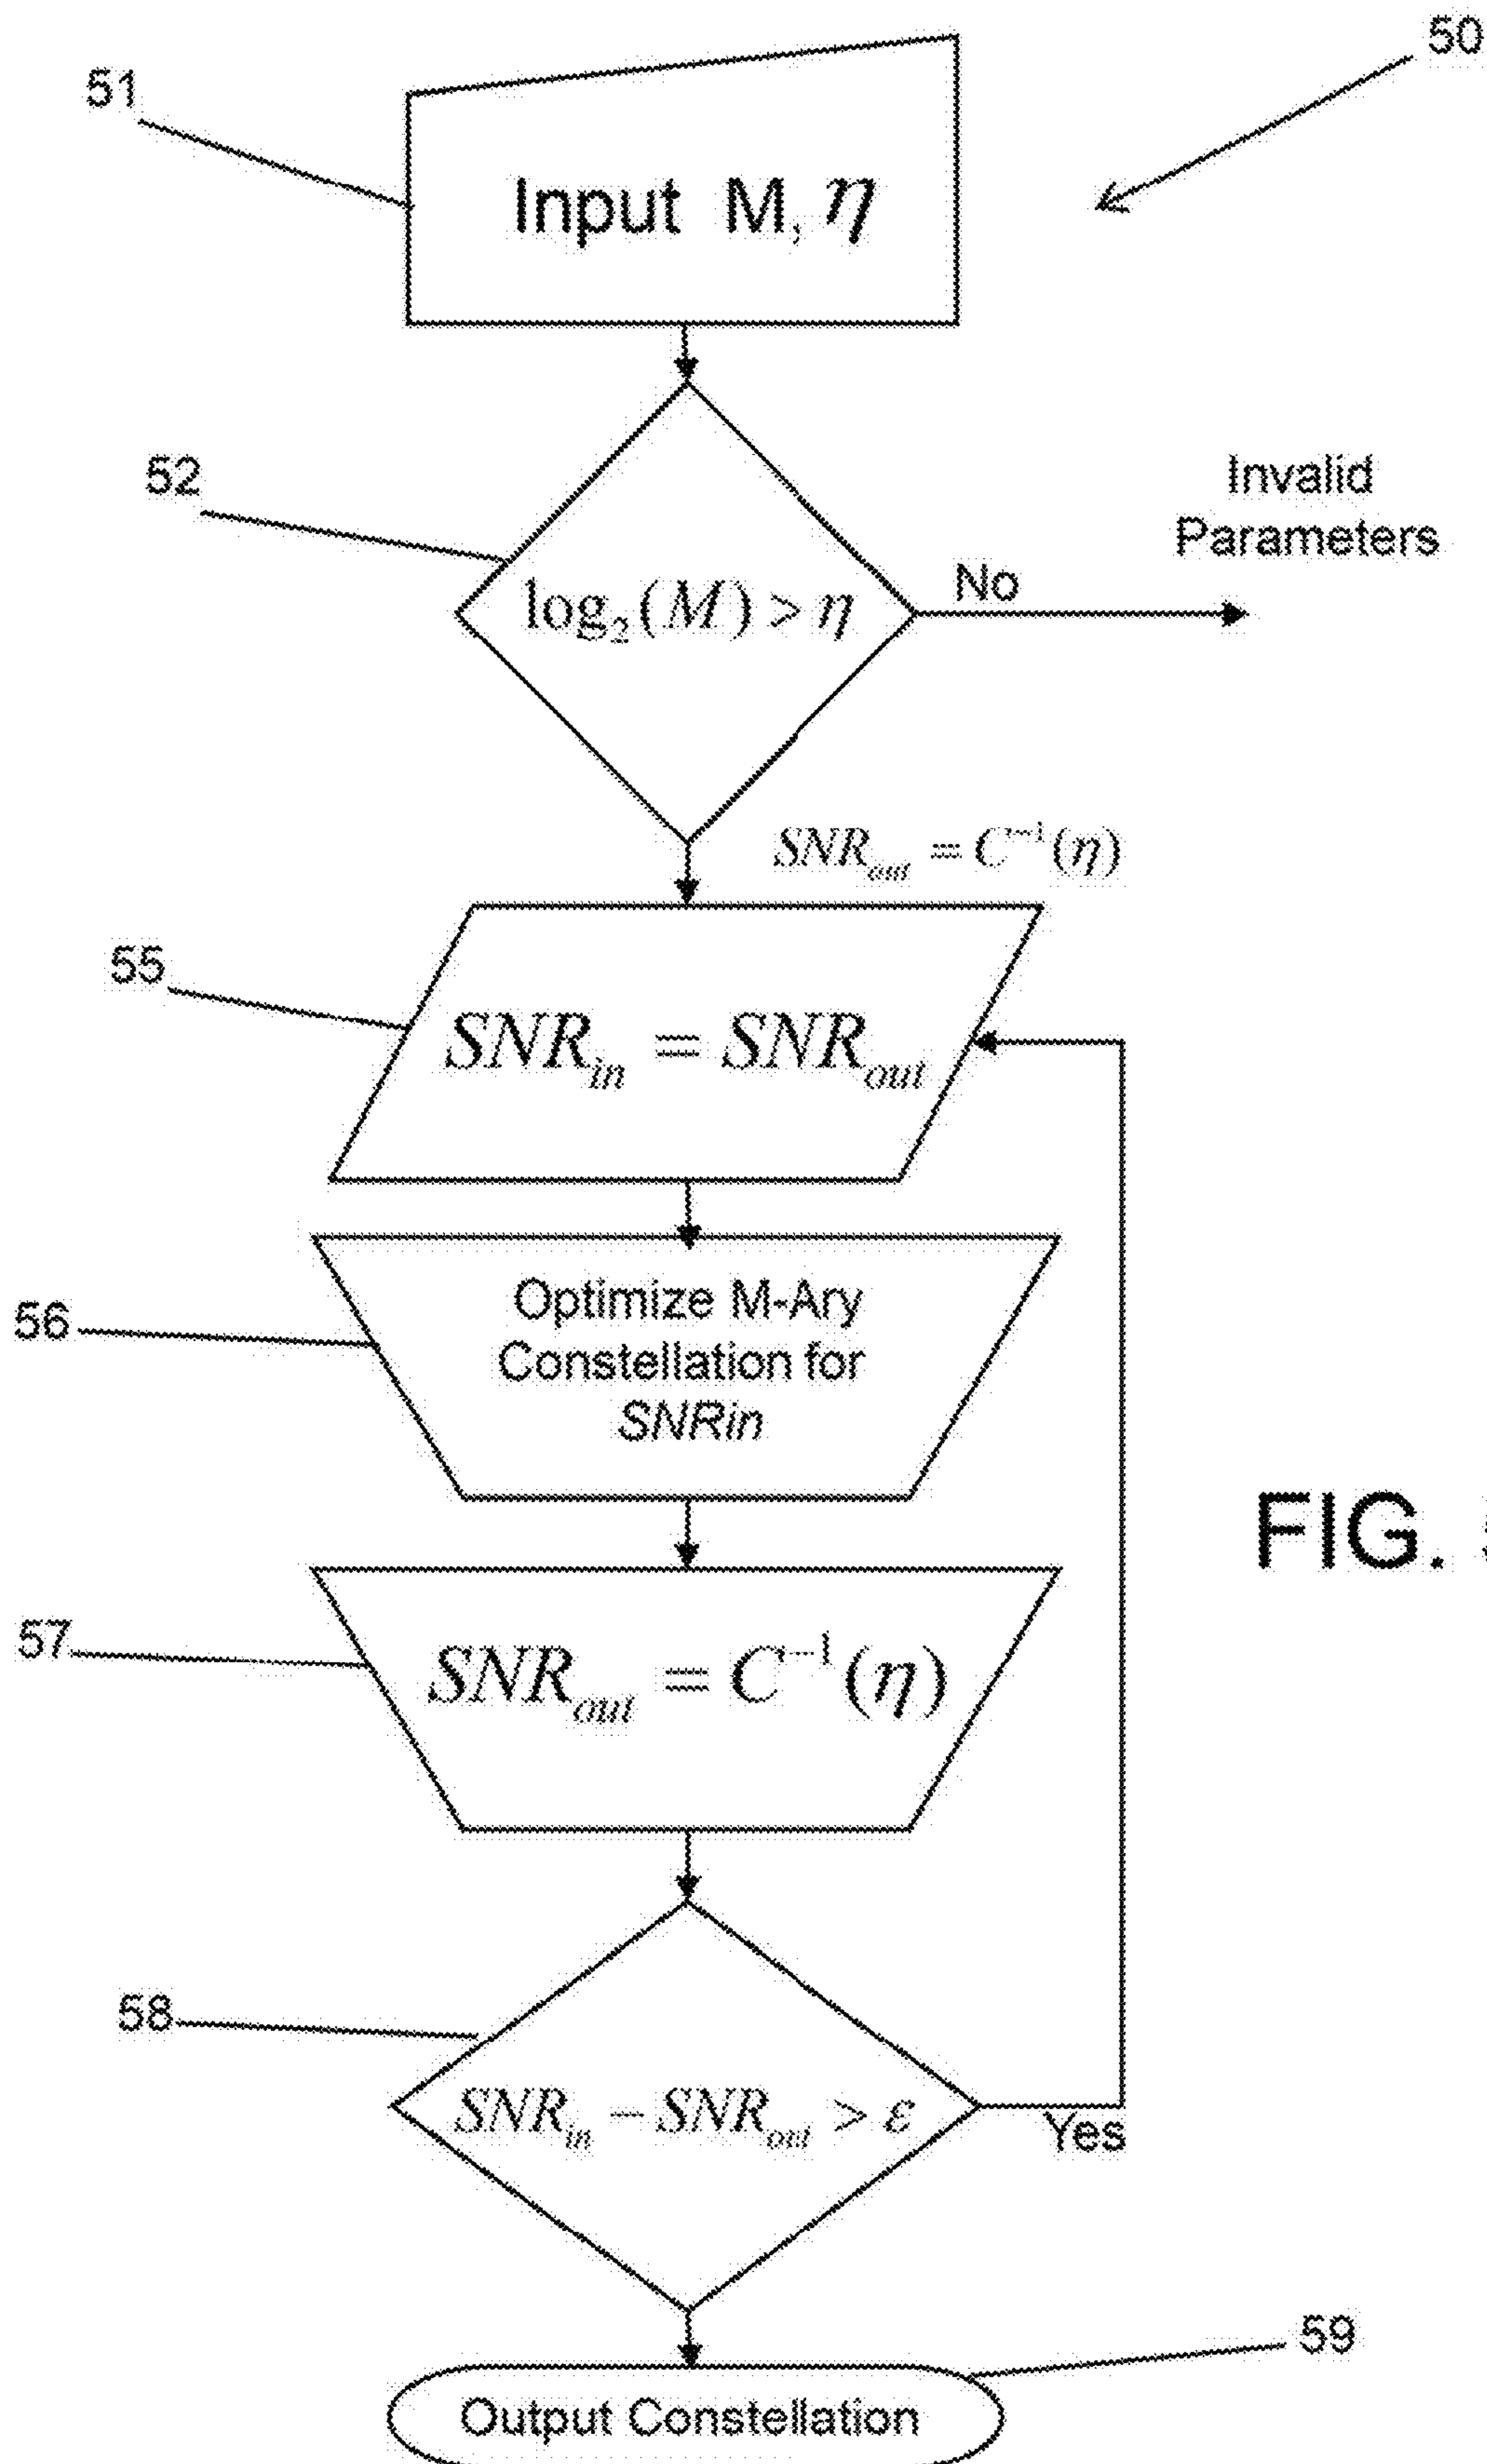 50
51
Input M, η
52
Invalid
Parameters
log₂(M) > η
No
SNR_out = C⁻¹(η)
55
SNR_in = SNR_out
56
Optimize M-Ary
Constellation for
SNRin
FIG.
57
SNR_out = C⁻¹(η)
58
SNR_in − SNR_out > ε
Yes
59
Output Constellation